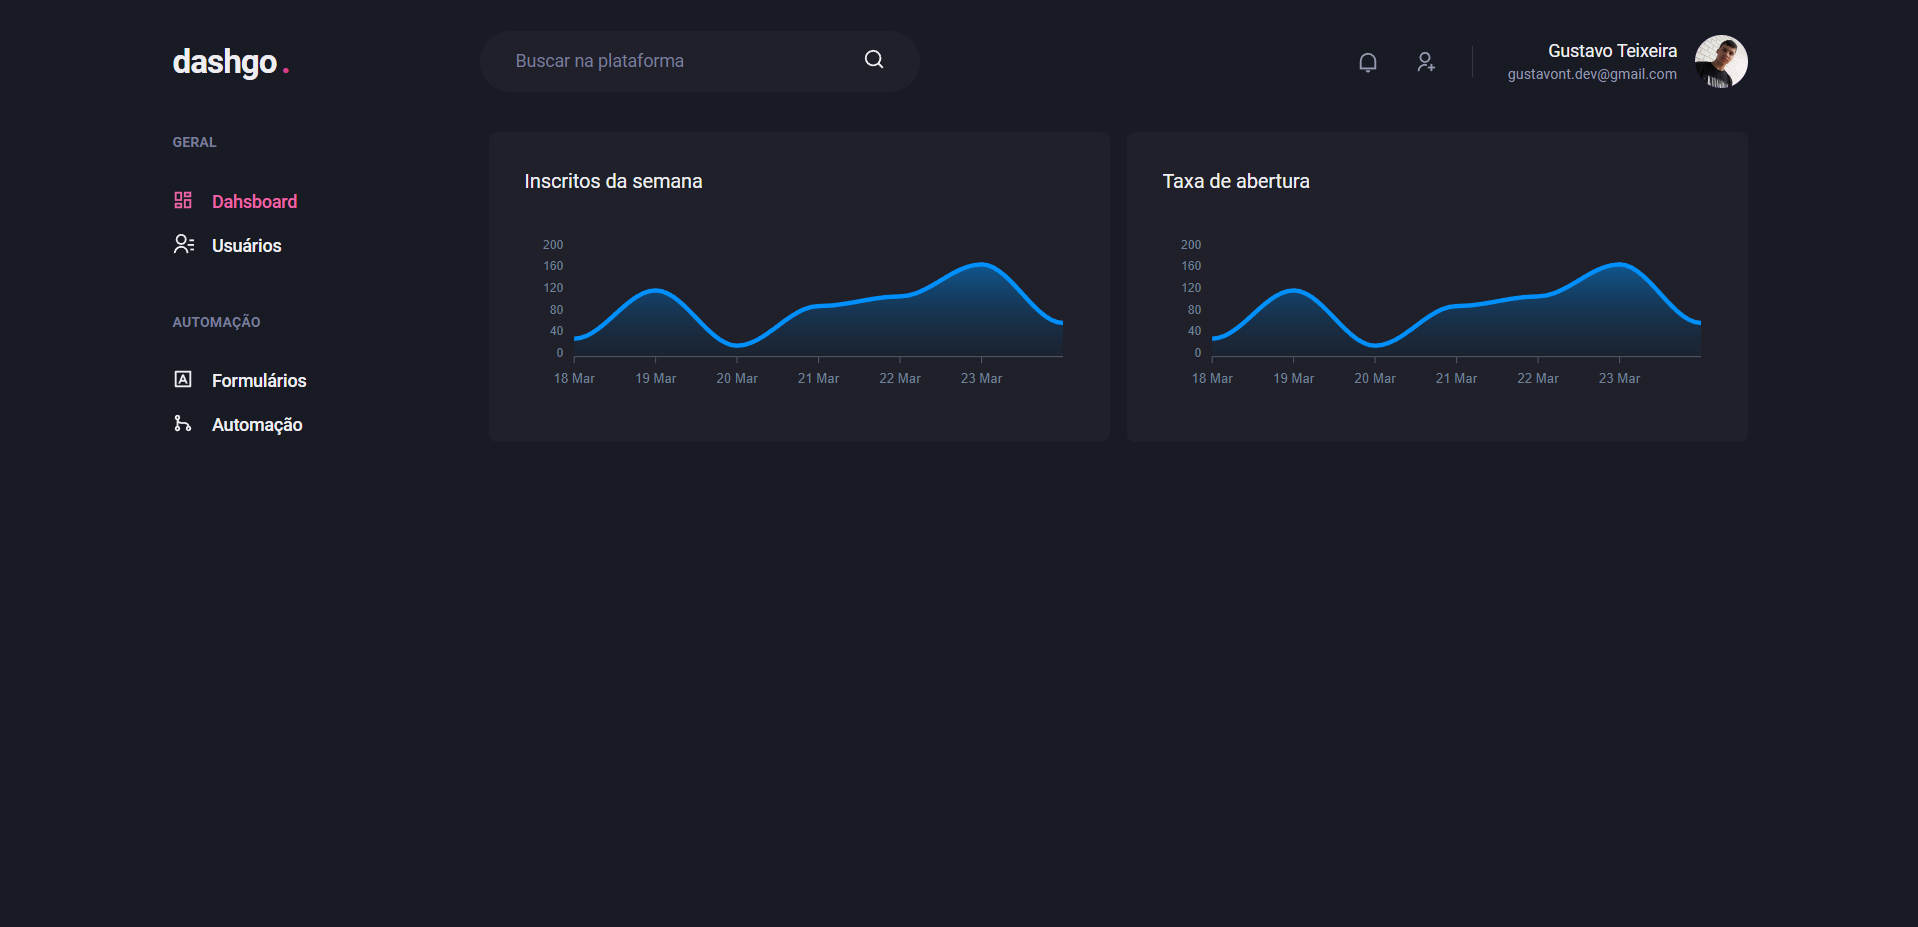 dashgo.
Buscar na plataforma
Gustavo Teixeira
gustavont.dev@gmail.com
GERAL
Dahsboard
Usuários
AUTOMAÇÃO
Formulários
Automação
Inscritos da semana
200
160
120
80
40
0
18 Mar 19 Mar 20 Mar 21 Mar 22 Mar 23 Mar
Taxa de abertura
200
160
120
80
40
0
18 Mar 19 Mar 20 Mar 21 Mar 22 Mar 23 Mar